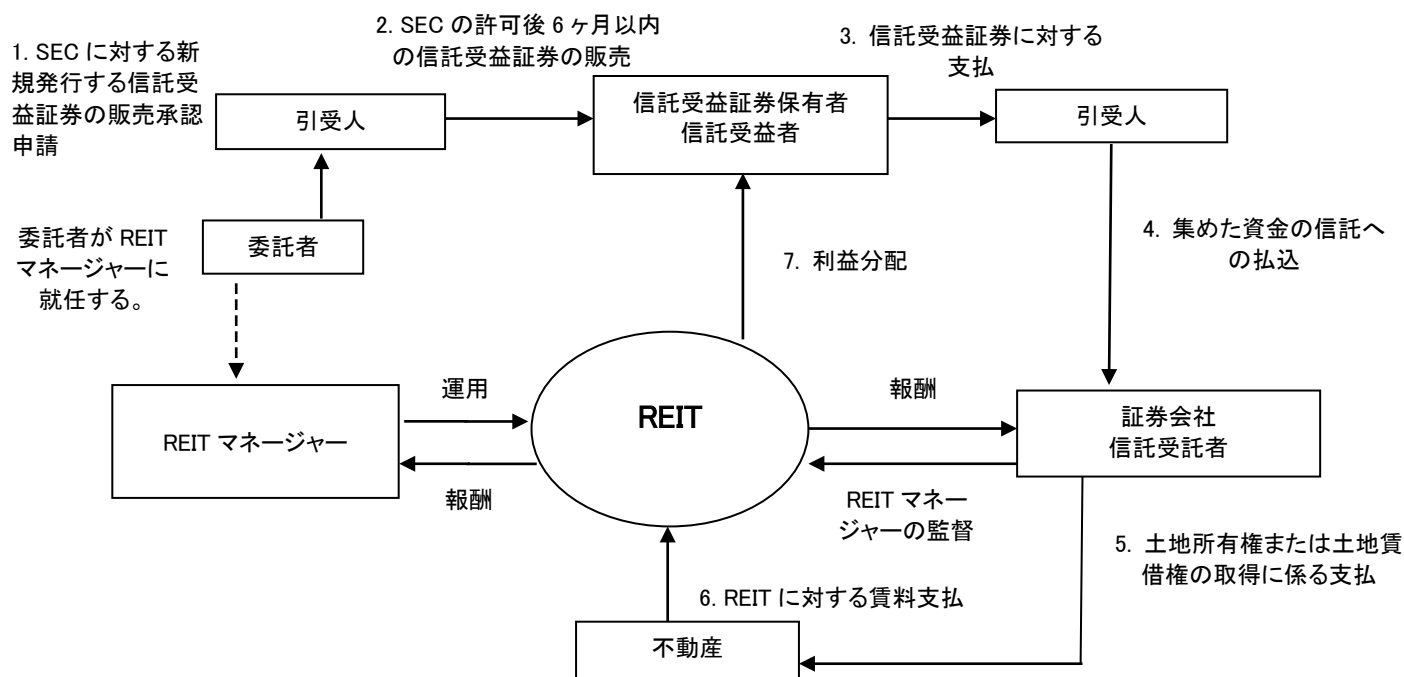 1. SEC に対する新
規発行する信託受
益証券の販売承認
申請
2. SEC の許可後 6 ヶ月以内
の信託受益証券の販売
3. 信託受益証券に対する
支払
引受人
信託受益証券保有者
信託受益者
引受人
委託者が REIT
マネージャーに
就任する。
委託者
7. 利益分配
4. 集めた資金の信託へ
の払込
REIT マネージャー
運用
報酬
REIT
報酬
REIT マネー
ジャーの監督
証券会社
信託受託者
5. 土地所有権または土地賃
借権の取得に係る支払
6. REIT に対する賃料支払
不動産